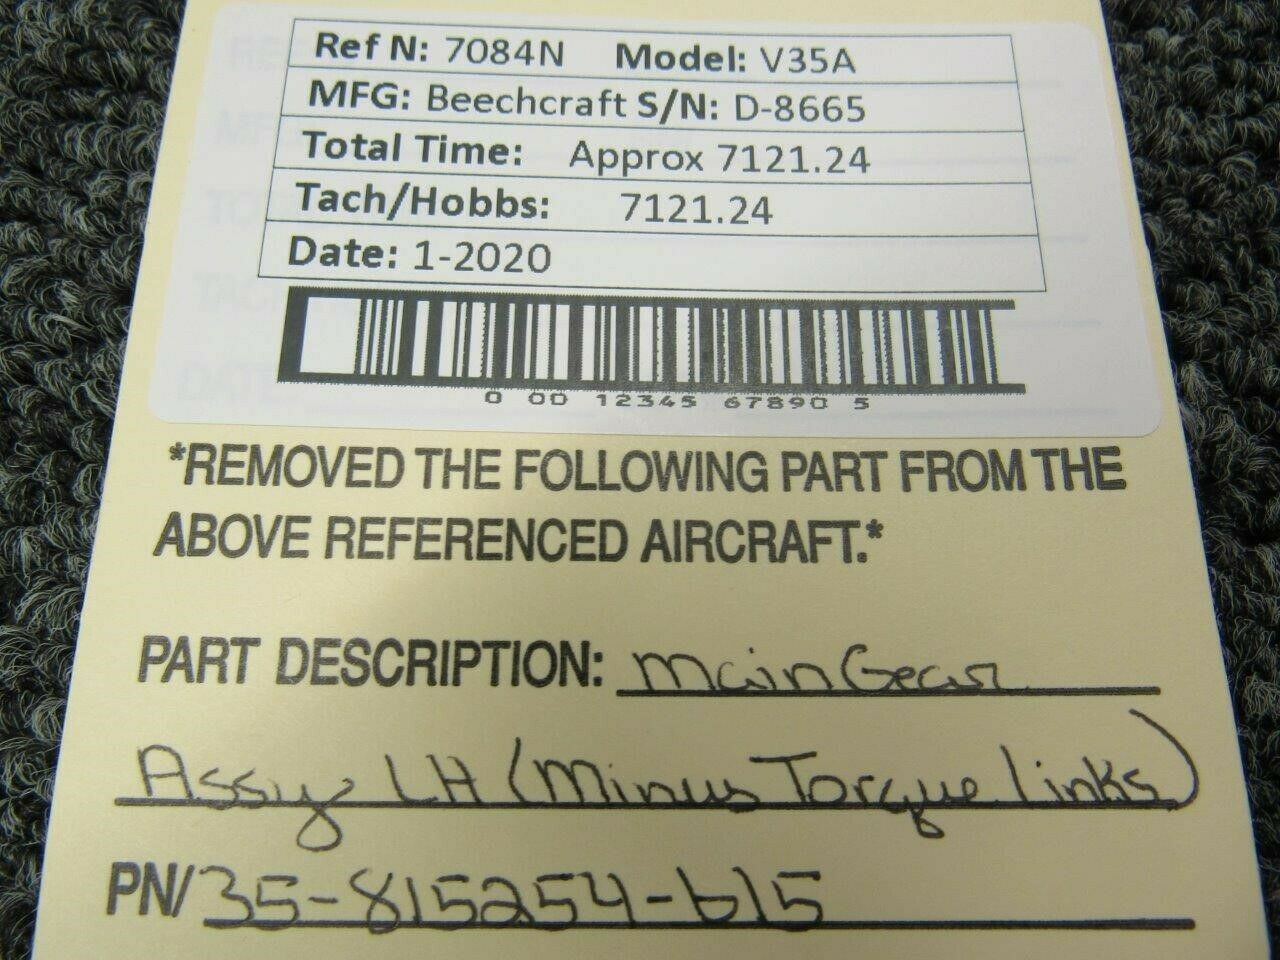 Ref N: 7084N Model: V35A
MFG: Beechcraft S/N: D-8665
Total Time: Approx 7121.24
Tach/Hobbs: 7121.24
Date: 1-2020
0 00 12345 67890 5
*REMOVED THE FOLLOWING PART FROM THE
ABOVE REFERENCED AIRCRAFT.*
PART DESCRIPTION: Main Gear
Assy LH (Minus Torque links)
PN/35-815254-615